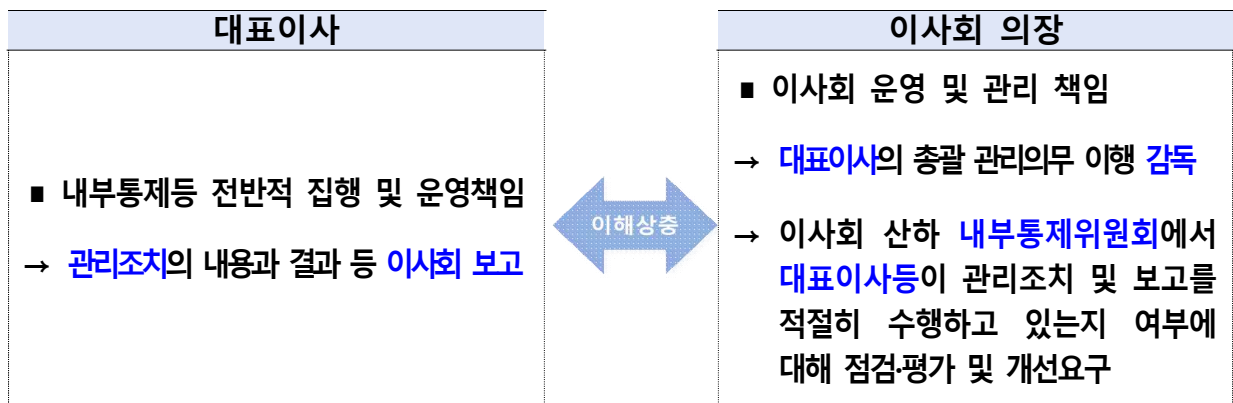 대표이사
■ 내부통제등 전반적 집행 및 운영책임
→ 관리조치의 내용과 결과 등 이사회 보고
이해상충
이사회 의장
■ 이사회 운영 및 관리 책임
→ 대표이사의 총괄 관리의무 이행 감독
→ 이사회 산하 내부통제위원회에서
대표이사등이 관리조치 및 보고를
적절히 수행하고 있는지 여부에
대해 점검·평가 및 개선요구